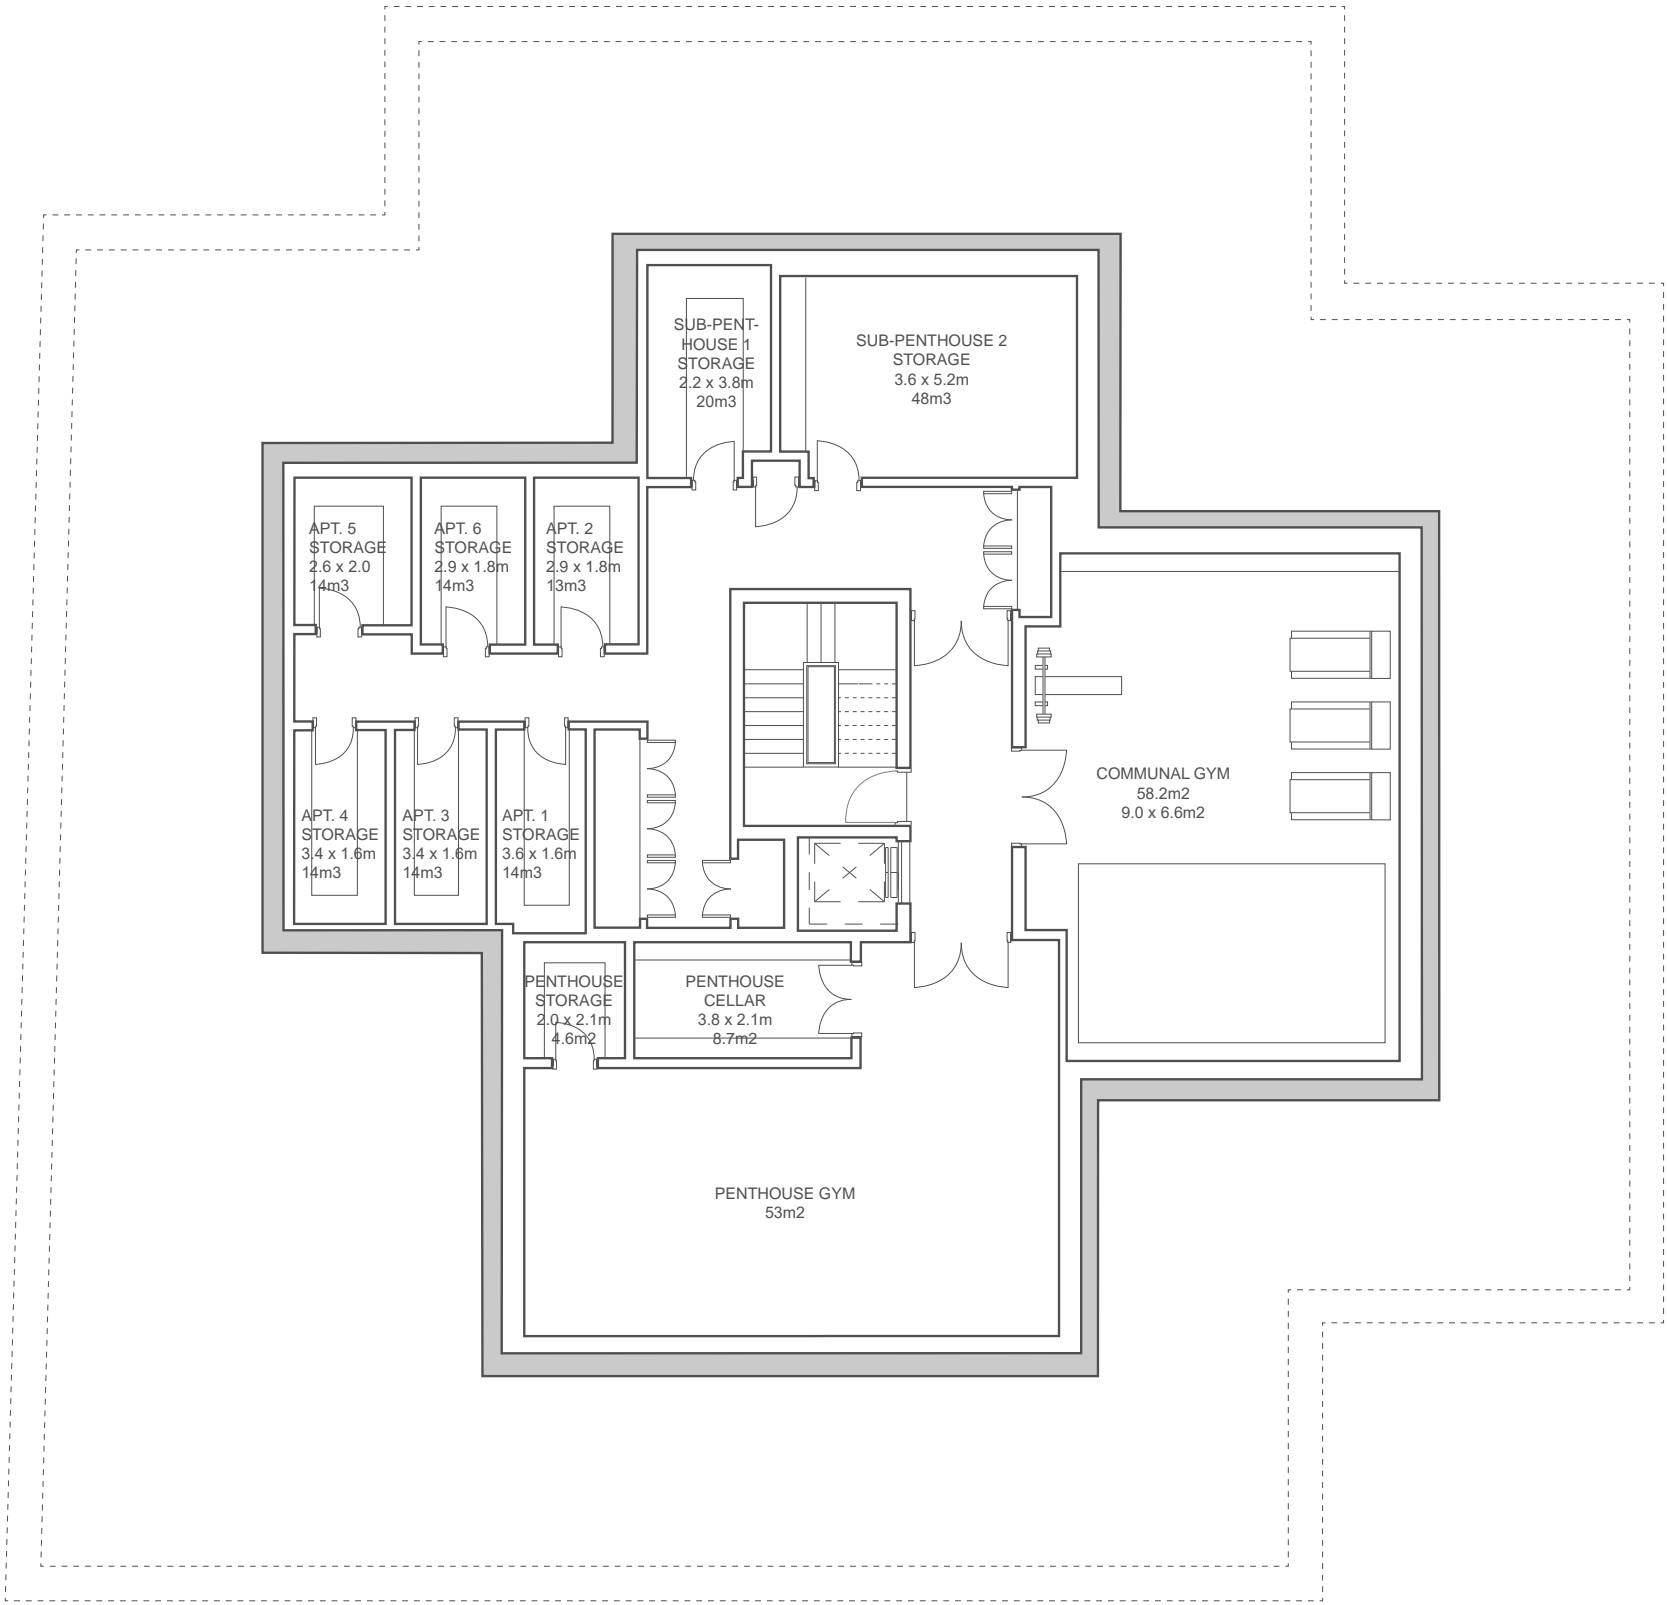 SUB-PENT-
HOUSE 1
STORAGE
2.2 x 3.8m
20m3
SUB-PENTHOUSE 2
STORAGE
3.6 x 5.2m
48m3
APT. 5
STORAGE
2.6 x 2.0
14m3
APT. 6
STORAGE
2.9 x 1.8m
14m3
APT. 2
STORAGE
2.9 x 1.8m
13m3
COMMUNAL GYM
58.2m2
9.0 x 6.6m2
APT. 4
STORAGE
3.4 x 1.6m
14m3
APT. 3
STORAGE
3.4 x 1.6m
14m3
APT. 1
STORAGE
3.6 x 1.6m
14m3
PENTHOUSE
STORAGE
2.0 x 2.1m
4.6m2
PENTHOUSE
CELLAR
3.8 x 2.1m
8.7m2
PENTHOUSE GYM
53m2